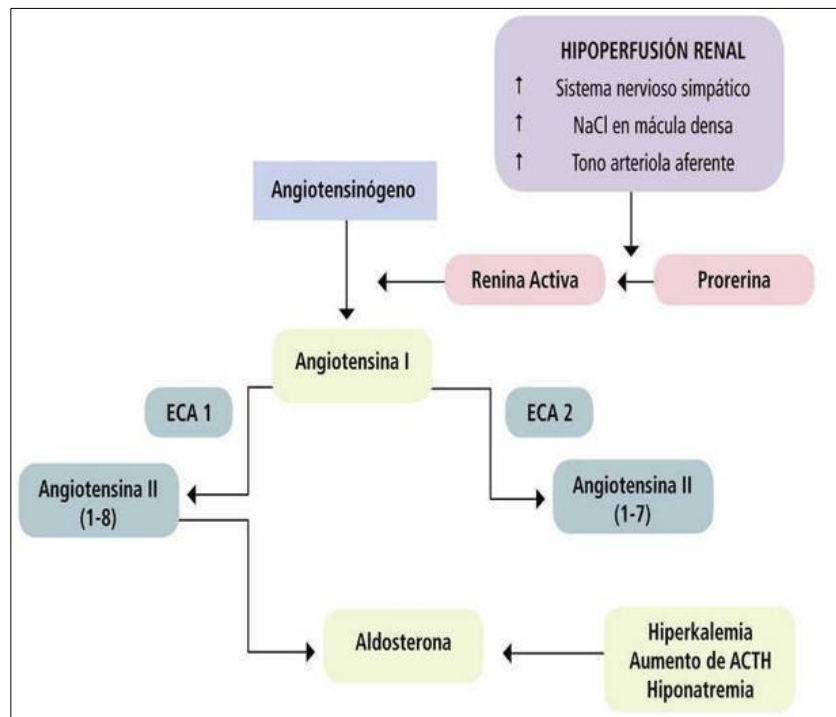 HIPOPERFUSIÓN RENAL
↑ Sistema nervioso simpático
↑ NaCl en mácula densa
↑ Tono arteriola aferente
Angiotensinógeno
Renina Activa
Prorerina
Angiotensina I
ECA 1
ECA 2
Angiotensina II
(1-8)
Angiotensina II
(1-7)
Aldosterona
Hiperkalemia
Aumento de ACTH
Hiponatremia